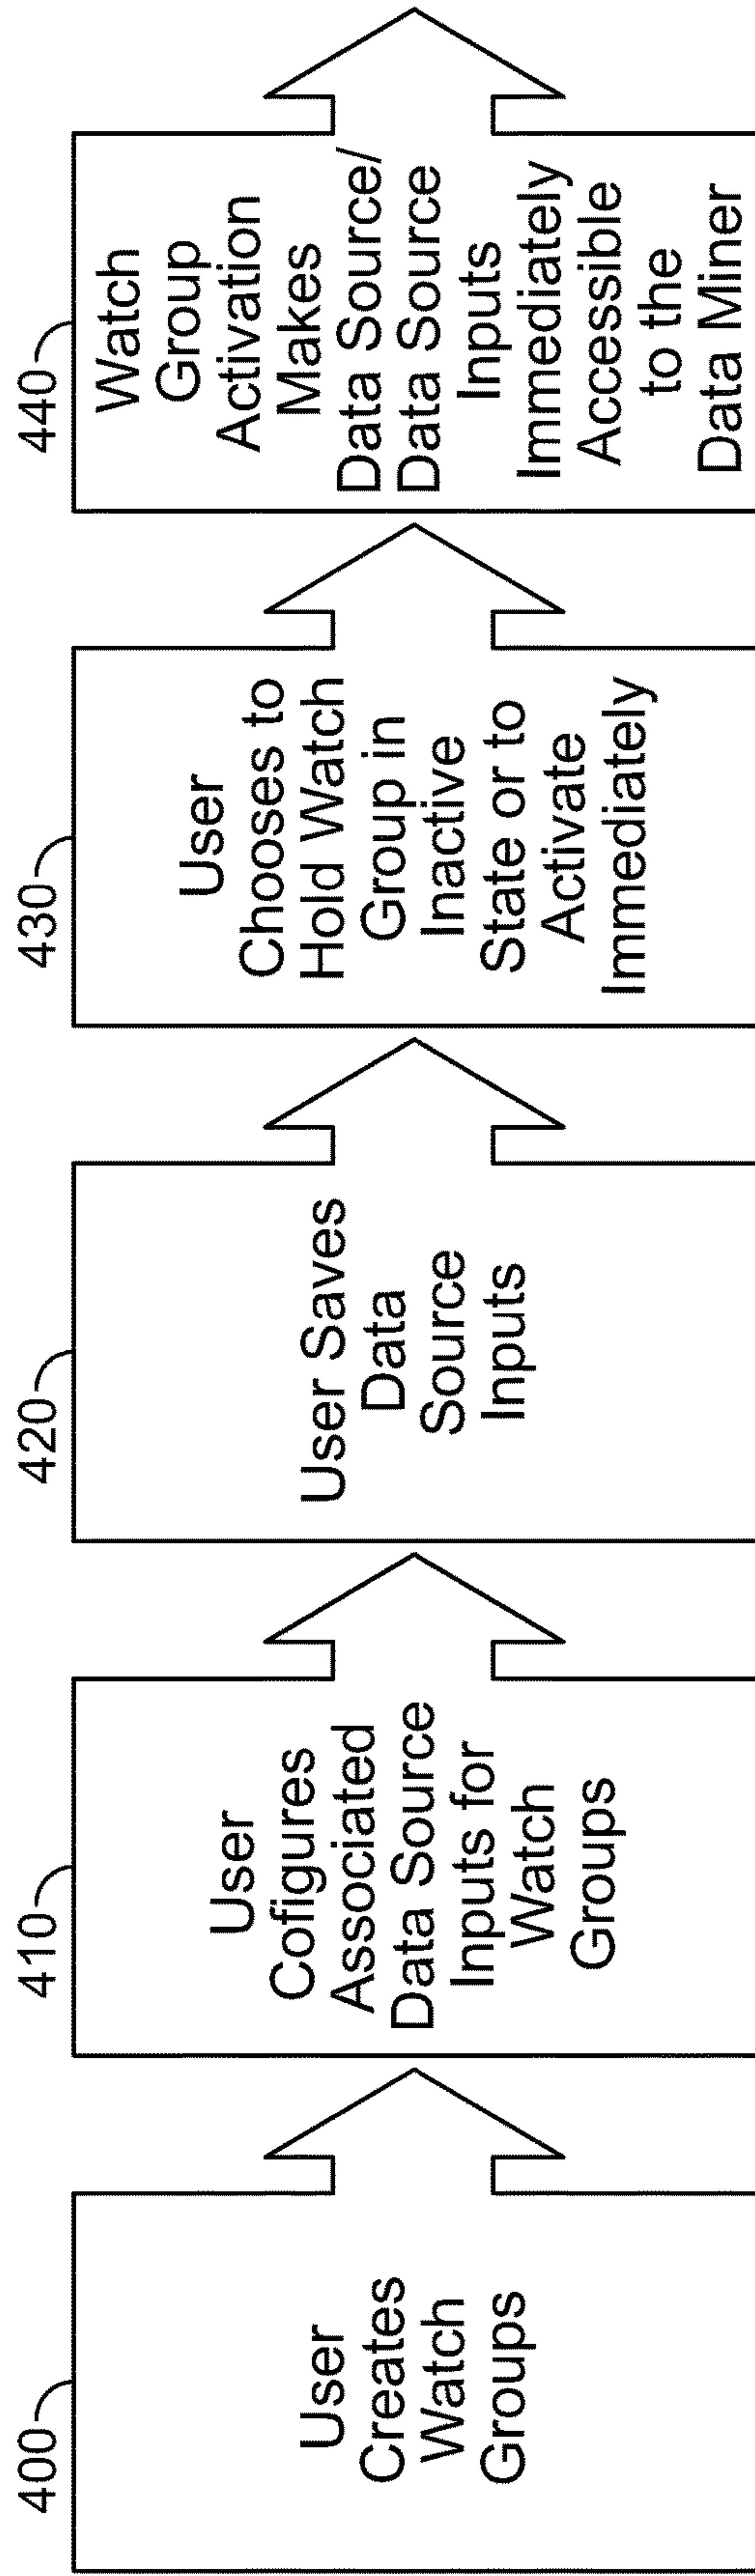 400
User
Creates
Watch
Groups
410
User
Cofigures
Associated
Data Source
Inputs for
Watch
Groups
420
User Saves
Data
Source
Inputs
430
User
Chooses to
Hold Watch
Group in
Inactive
State or to
Activate
Immediately
440
Watch
Group
Activation
Makes
Data Source/
Data Source
Inputs
Immediately
Accessible
to the
Data Miner